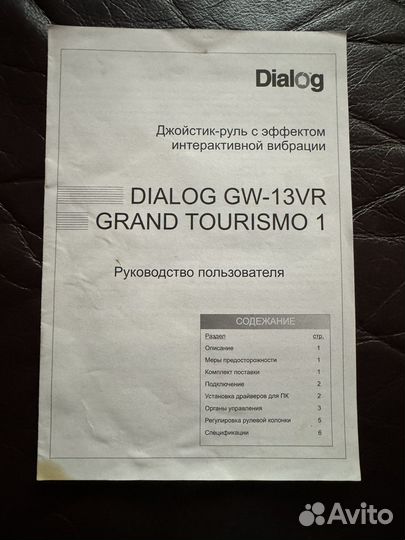 Dialog
Джойстик-руль с эффектом
интерактивной вибрации
DIALOG GW-13VR
GRAND TOURISMO 1
Руководство пользователя
СОДЕЖАНИЕ
Раздел стр.
Описание 1
Меры предосторожности 1
Комплект поставки 1
Подключение 2
Установка драйверов для ПК 2
Органы управления 3
Регулировка рулевой колонки 5
Спецификации 6
Avito